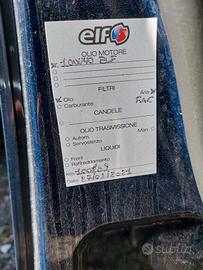 elf
OLIO MOTORE
10W40 ELF
FILTRI
Olio Aria
Carburante
CANDELE
OLIO TRASMISSIONE
Autom. Man.
Servosterzo
LIQUIDI
Freni
Raffreddamento
Km
Data
subito